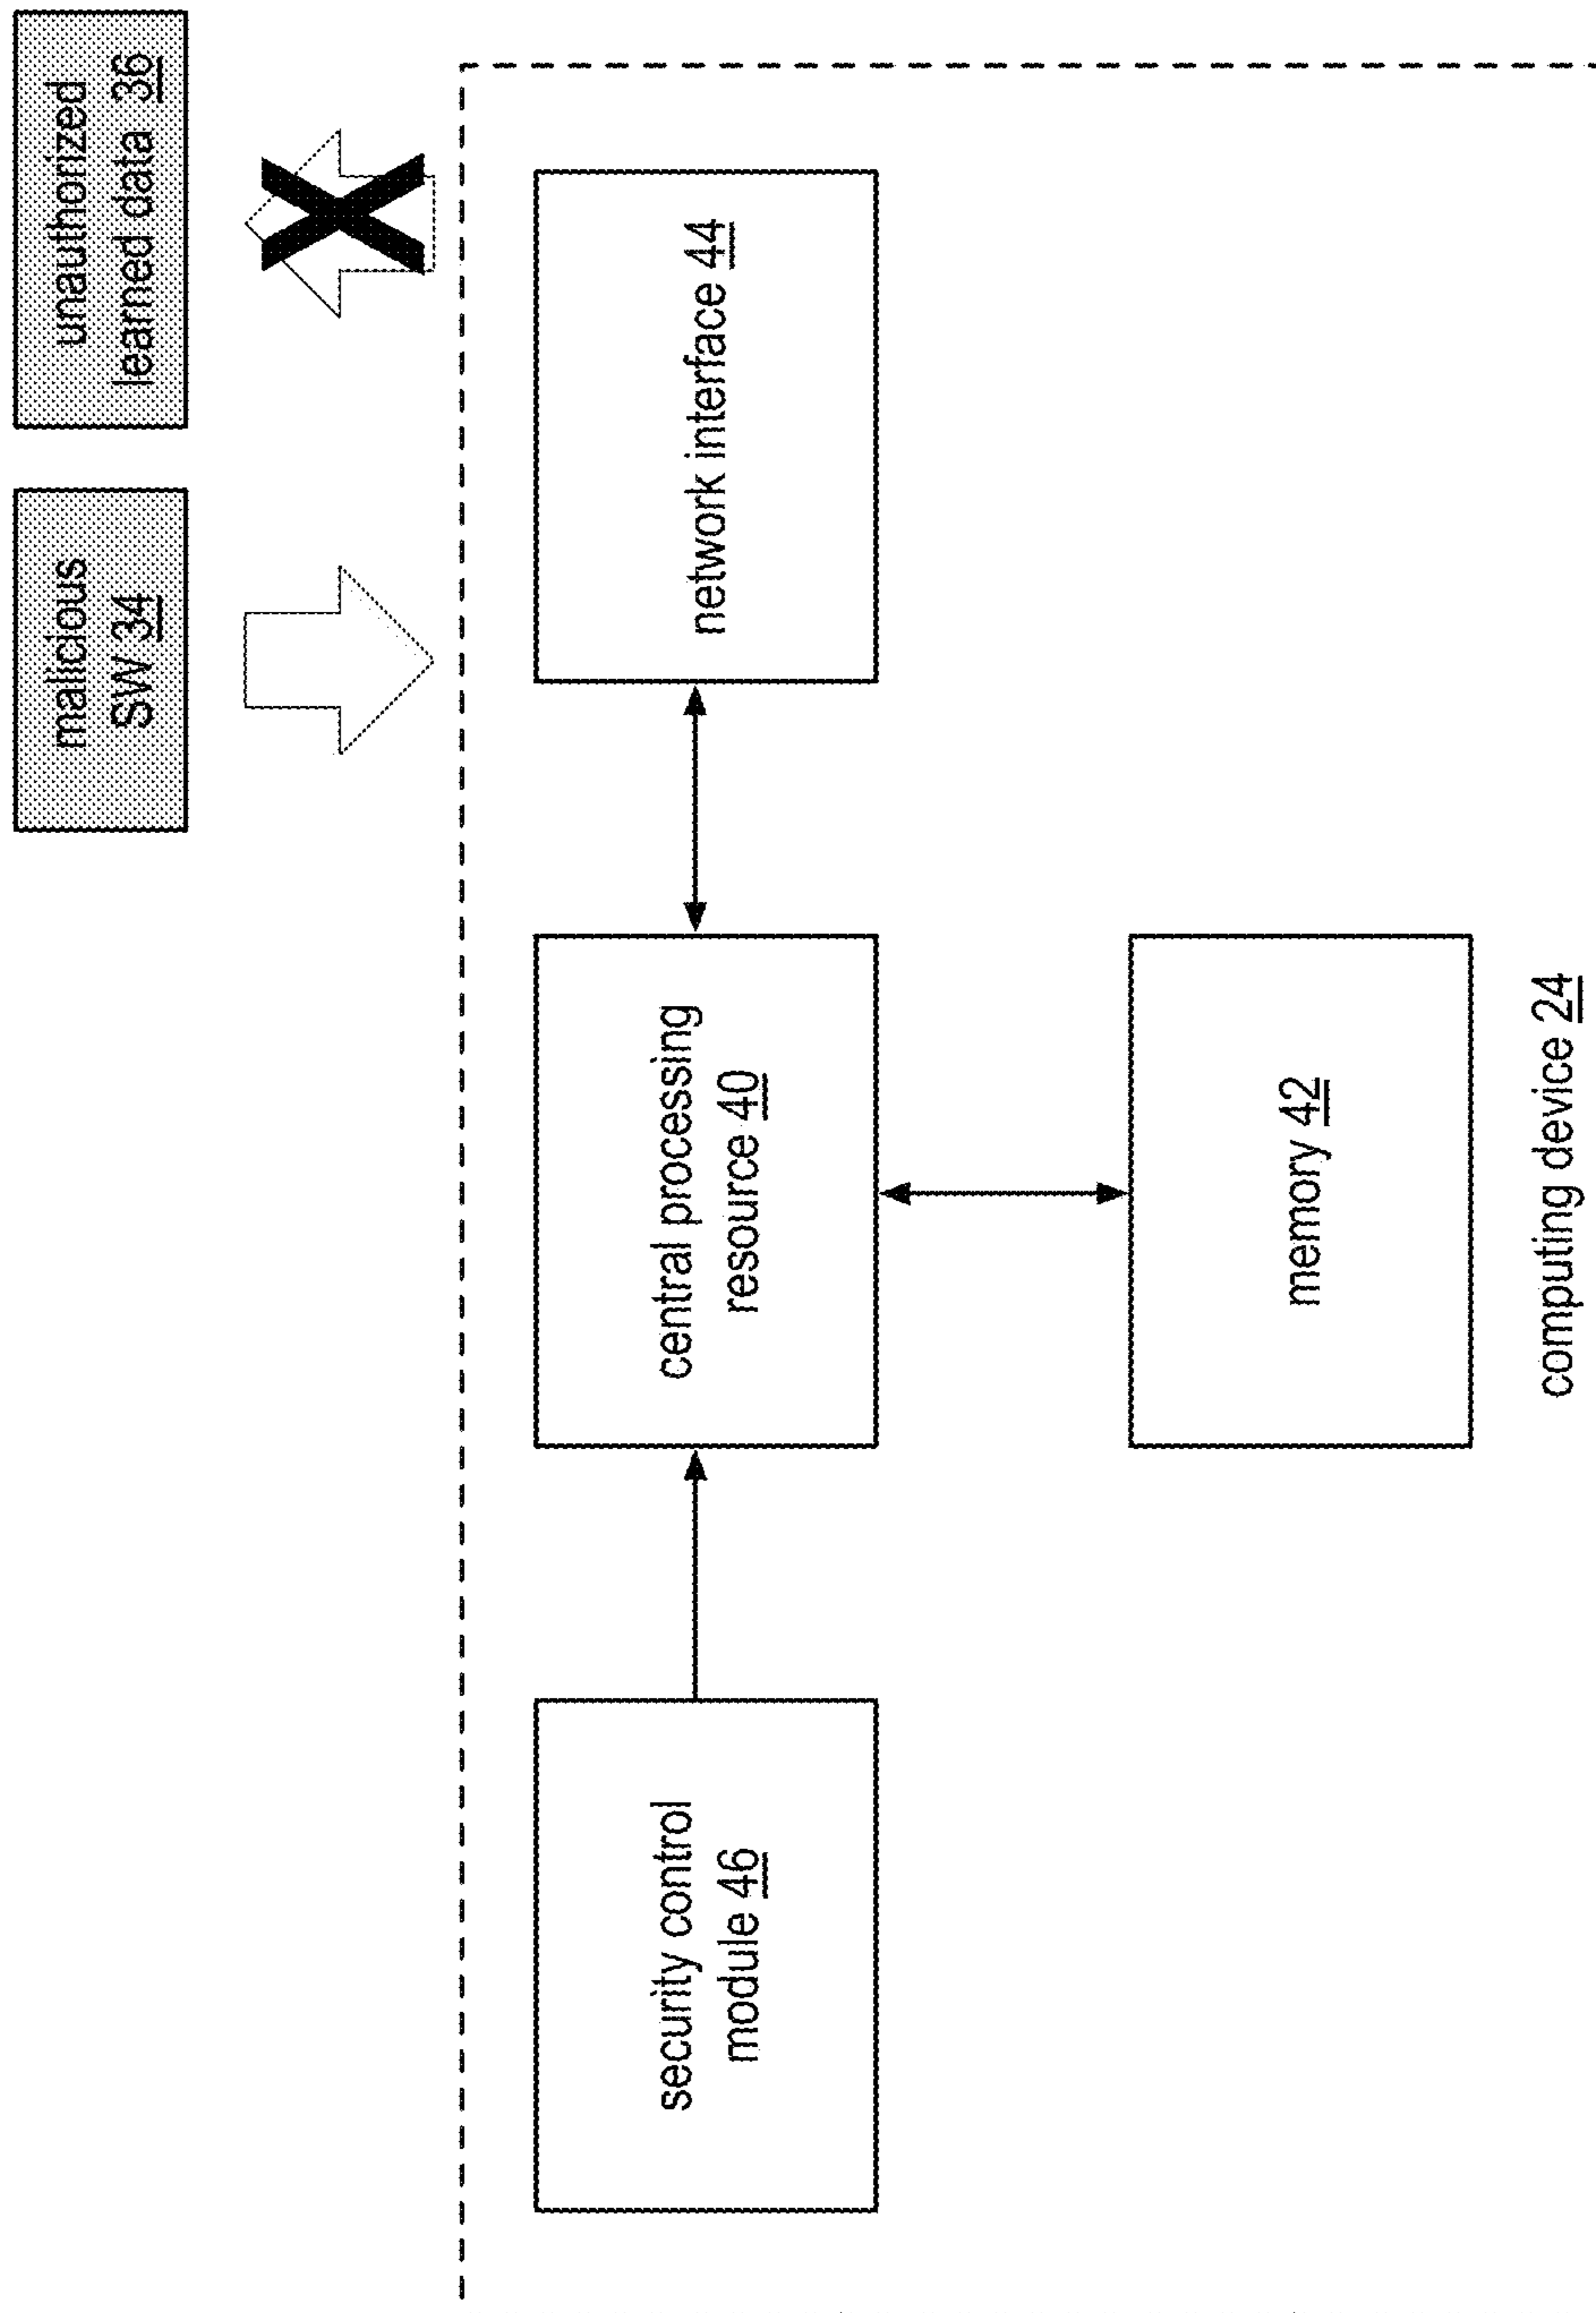 malicious
SW 34
unauthorized
learned data 36
security control
module 46
central processing
resource 40
network interface 44
memory 42
computing device 24